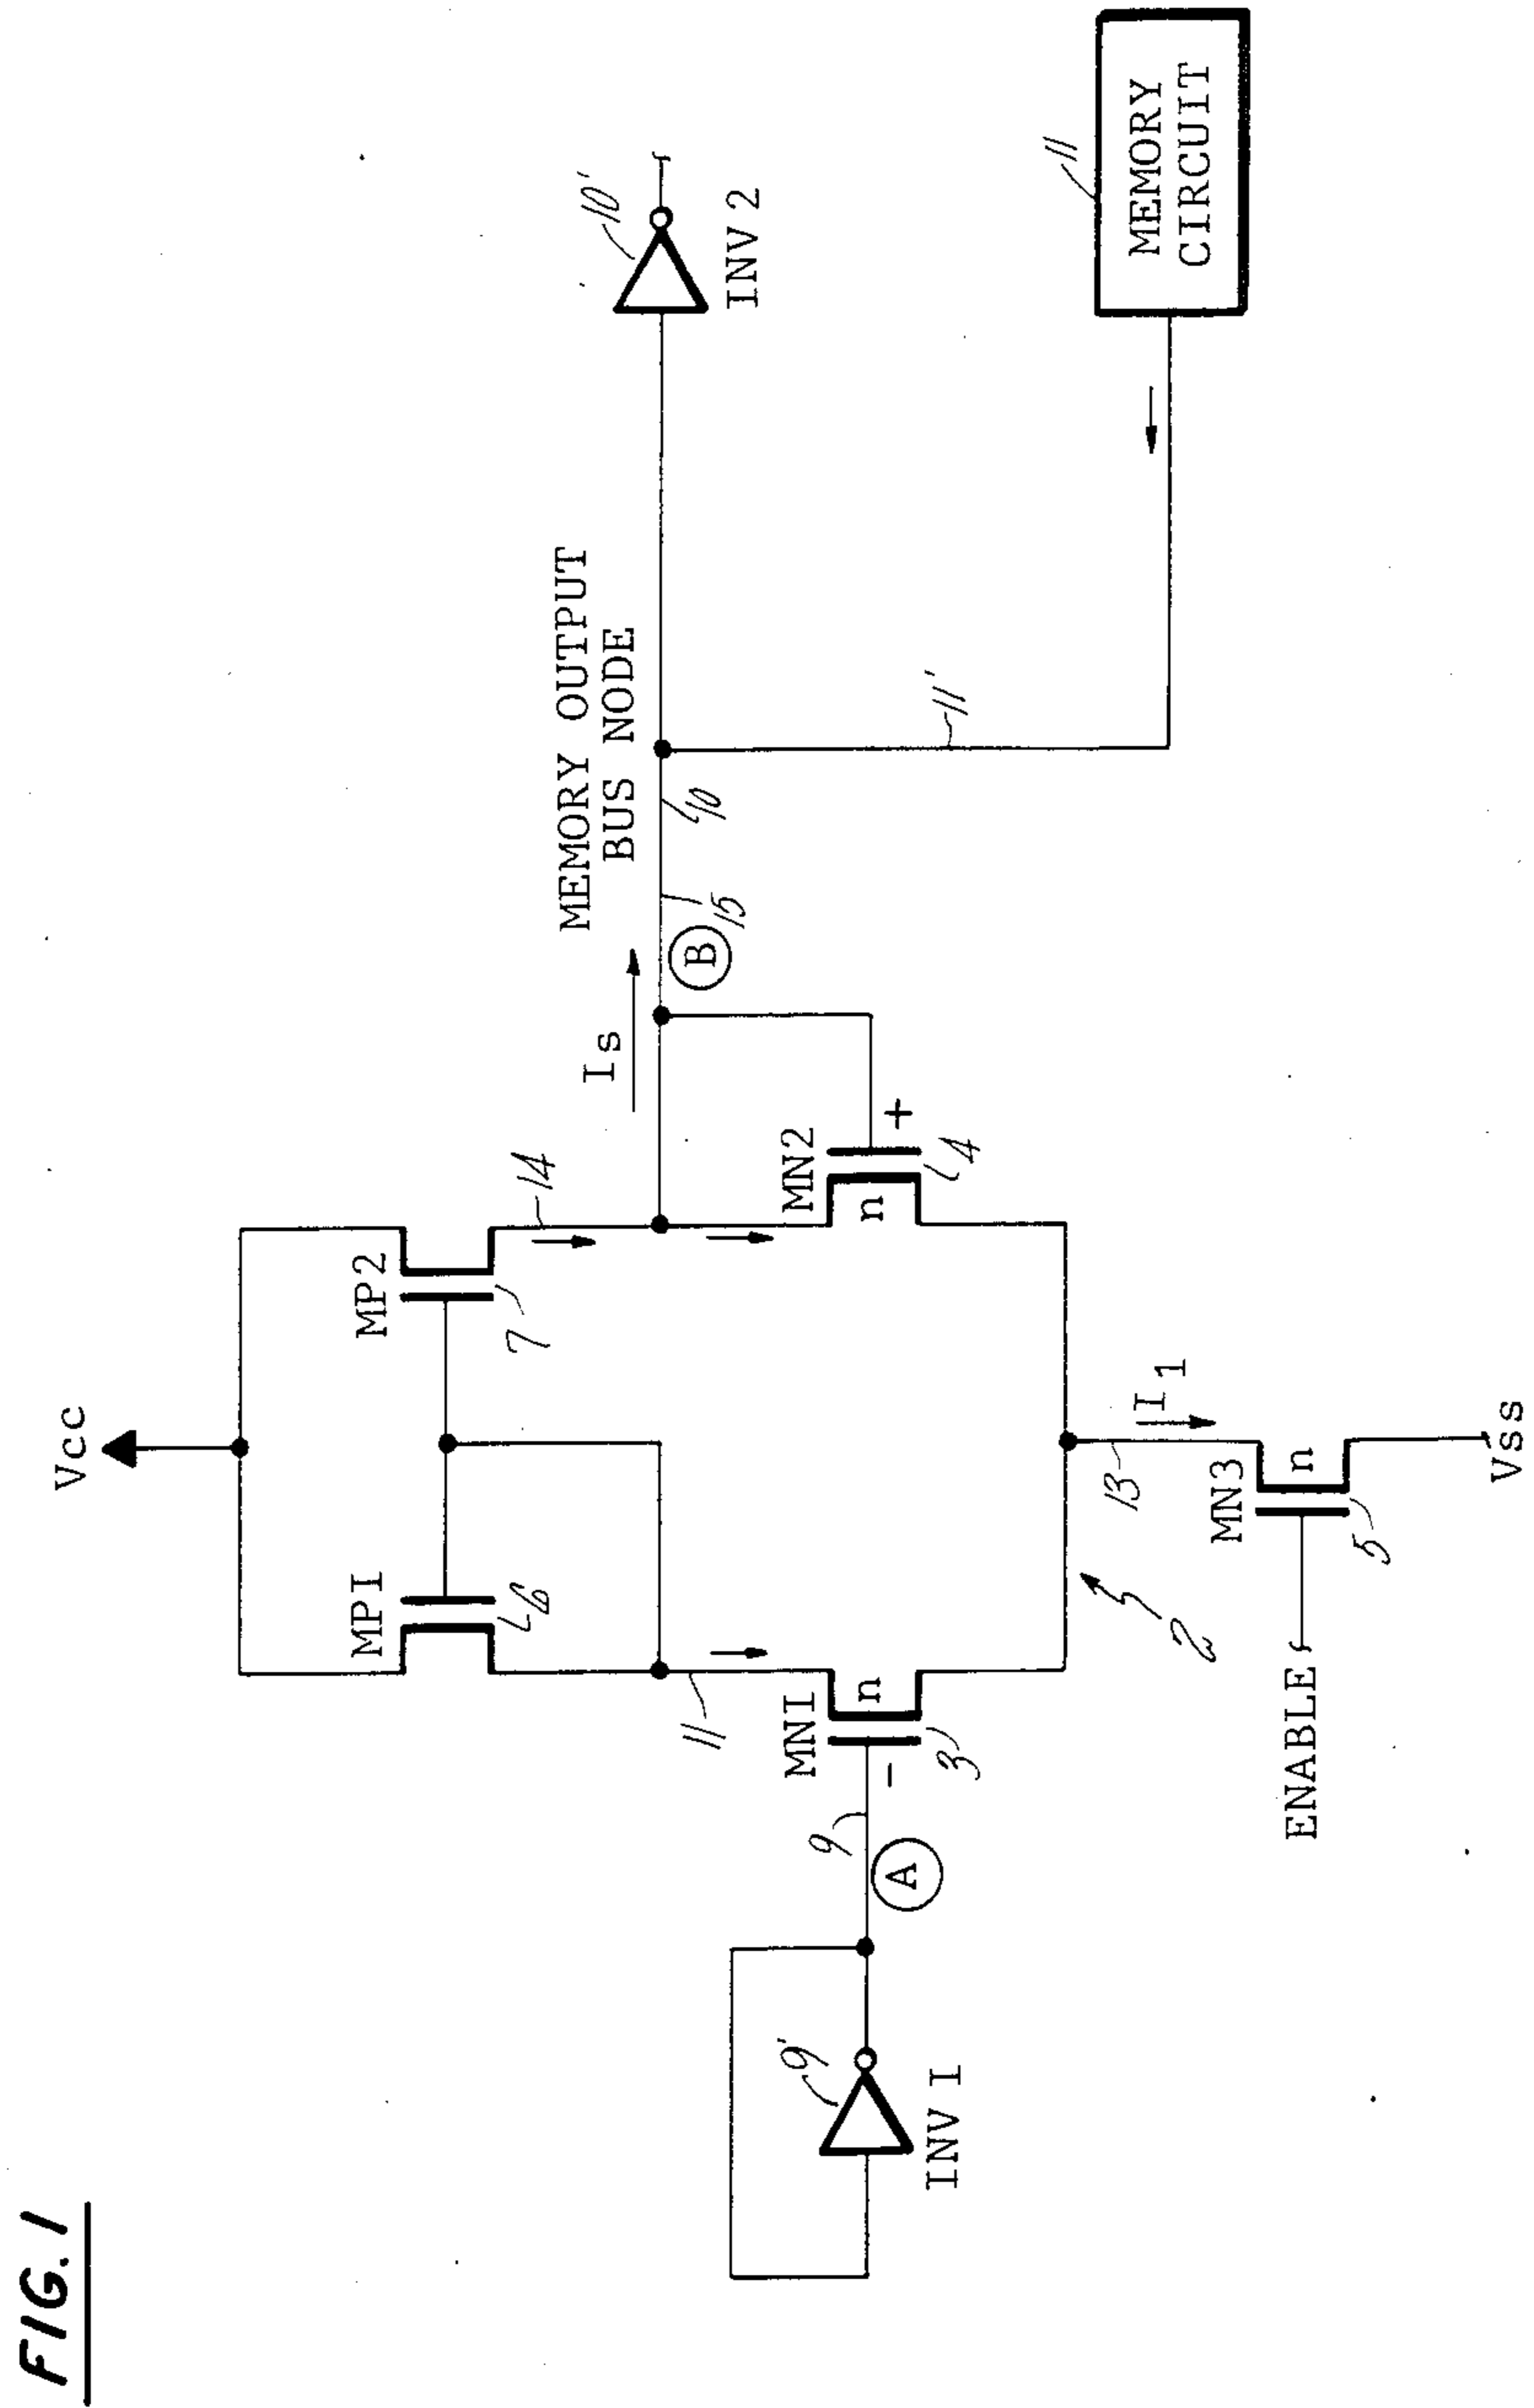 FIG. 1
Vcc
MP1
6
MP2
7
14
11
Is
MEMORY OUTPUT
BUS NODE
B
15
10
10'
INV 2
MN1
n
-
3
MN2
n
+
4
9
A
9'
INV 1
2
13
I1
MN3
n
5
ENABLE
Vss
11'
11
MEMORY
CIRCUIT